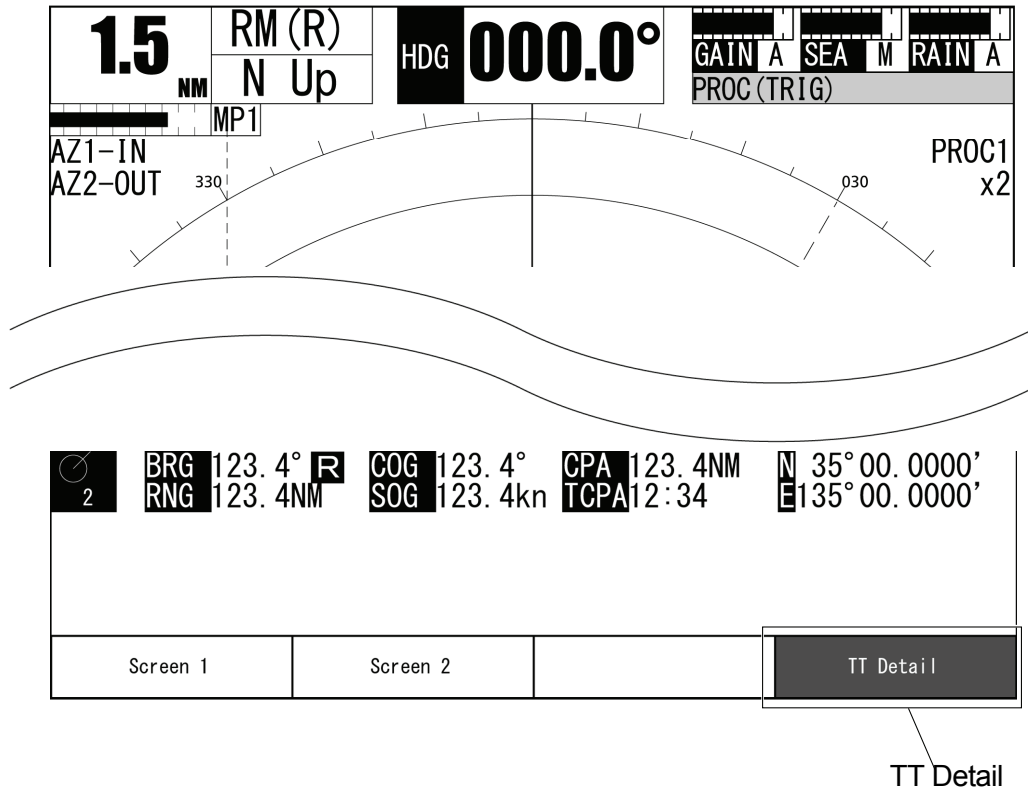 1.5 NM RM(R) HDG 000.0° GAIN A SEA M RAIN A
N Up PROC(TRIG)
MP1
AZ1-IN PROC1
AZ2-OUT 330 030 x2
BRG 123.4° R COG 123.4° CPA 123.4NM N 35°00.0000’
2 RNG 123.4NM SOG 123.4kn TCPA12:34 E135°00.0000’
Screen 1 Screen 2 TT Detail
TT Detail